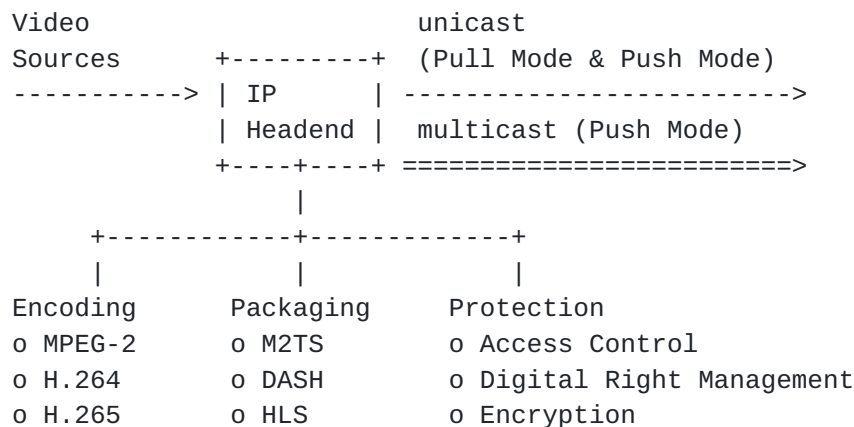 Video                           unicast
Sources      +---------+  (Pull Mode & Push Mode)
-----------> | IP      | ------------------------->
             | Headend |  multicast (Push Mode)
             +----+----+ =========================>
                  |
     +------------+-------------+
     |            |             |
Encoding      Packaging     Protection
o MPEG-2      o M2TS        o Access Control
o H.264       o DASH        o Digital Right Management
o H.265       o HLS         o Encryption